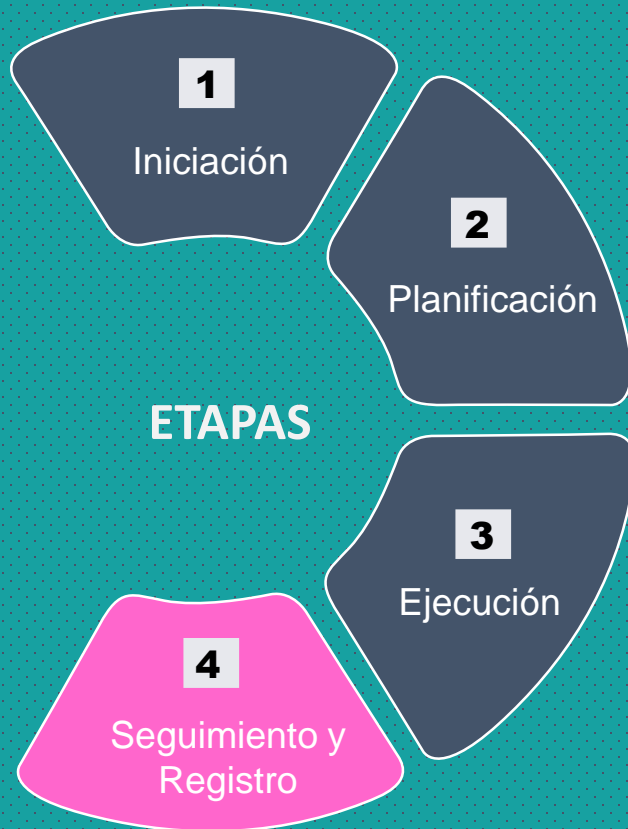 1
Iniciación
2
Planificación
ETAPAS
3
Ejecución
4
Seguimiento y
Registro